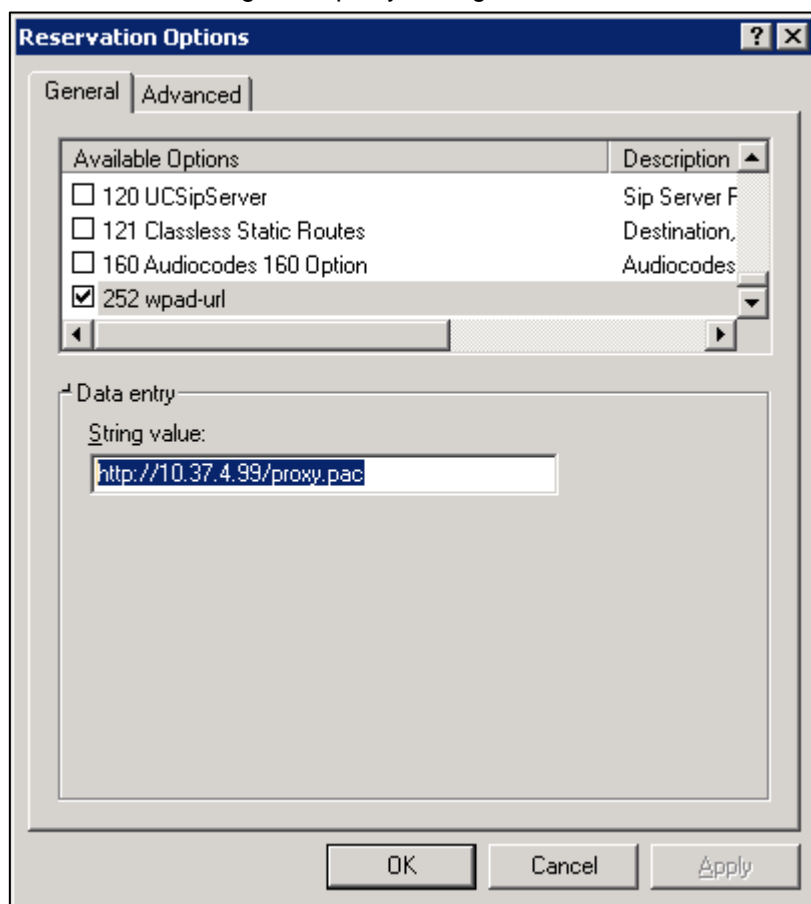 Reservation Options
General Advanced
Available Options Description
120 UCSipServer Sip Server F
121 Classless Static Routes Destination,
160 Audiocodes 160 Option Audiocodes
252 wpad-url
Data entry
String value:
http://10.37.4.99/proxy.pac
OK Cancel Apply